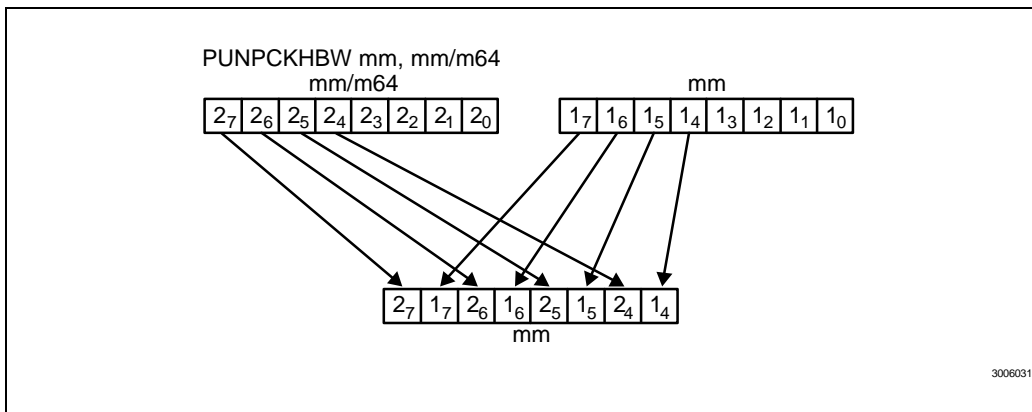 PUNPCKHBW mm, mm/m64
mm/m64
mm
2₇ 2₆ 2₅ 2₄ 2₃ 2₂ 2₁ 2₀
1₇ 1₆ 1₅ 1₄ 1₃ 1₂ 1₁ 1₀
2₇ 1₇ 2₆ 1₆ 2₅ 1₅ 2₄ 1₄
mm
3006031